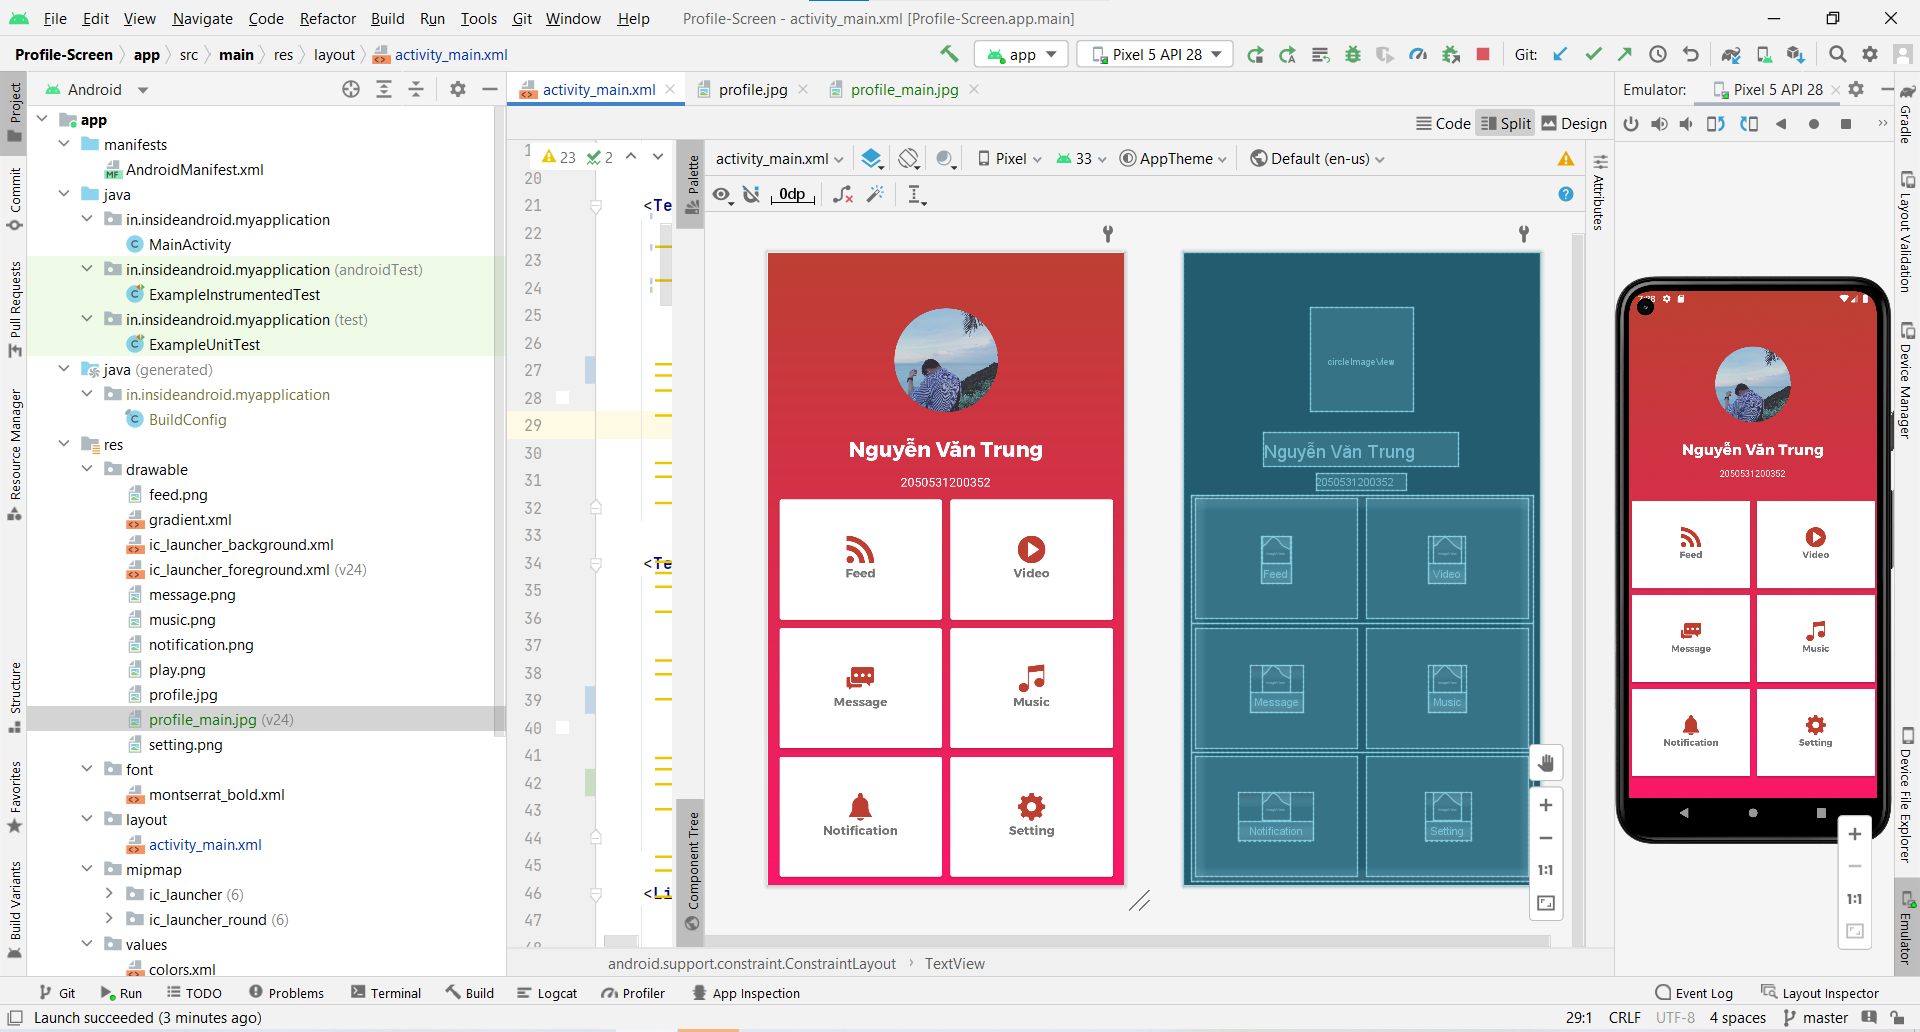 File Edit View Navigate Code Refactor Build Run Tools Git Window Help Profile-Screen - activity_main.xml [Profile-Screen.app.main]
Profile-Screen app src main res layout activity_main.xml app Pixel 5 API 28 Git:
Android
activity_main.xml profile.jpg profile_main.jpg
Emulator: Pixel 5 API 28
Code Split Design
23 2
activity_main.xml Pixel 33 AppTheme Default (en-us)
0dp
Project
Commit
Pull Requests
Resource Manager
Structure
Favorites
Build Variants
app
manifests
AndroidManifest.xml
java
in.insideandroid.myapplication
MainActivity
in.insideandroid.myapplication (androidTest)
ExampleInstrumentedTest
in.insideandroid.myapplication (test)
ExampleUnitTest
java (generated)
in.insideandroid.myapplication
BuildConfig
res
drawable
feed.png
gradient.xml
ic_launcher_background.xml
ic_launcher_foreground.xml (v24)
message.png
music.png
notification.png
play.png
profile.jpg
profile_main.jpg (v24)
setting.png
font
montserrat_bold.xml
layout
activity_main.xml
mipmap
ic_launcher (6)
ic_launcher_round (6)
values
colors.xml
20
21 <Te
22
23
24
25
26
27
28
29
30
31
32
33
34 <Te
35
36
37
38
39
40
41
42
43
44
45
46 <Li
47
Palette
Component Tree
Nguyễn Văn Trung
2050531200352
Feed Video
Message Music
Notification Setting
circleImageView
Nguyễn Văn Trung
2050531200352
Feed Video
Message Music
Notification Setting
1:1
Attributes
Nguyễn Văn Trung
2050531200352
Feed Video
Message Music
Notification Setting
1:1
Gradle
Layout Validation
Device Manager
Device File Explorer
Emulator
android.support.constraint.ConstraintLayout TextView
Git Run TODO Problems Terminal Build Logcat Profiler App Inspection Event Log Layout Inspector
Launch succeeded (3 minutes ago) 29:1 CRLF UTF-8 4 spaces master